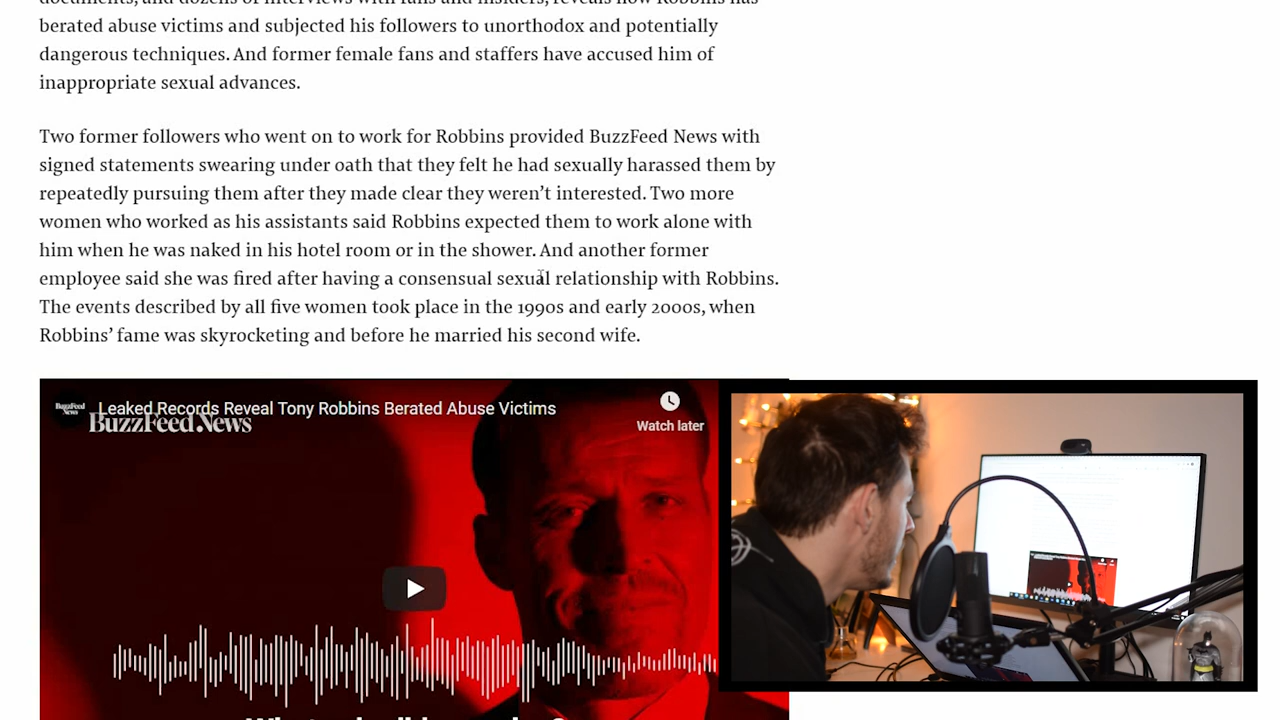 documents, and dozens of interviews with fans and insiders, reveals how Robbins has
berated abuse victims and subjected his followers to unorthodox and potentially
dangerous techniques. And former female fans and staffers have accused him of
inappropriate sexual advances.
Two former followers who went on to work for Robbins provided BuzzFeed News with
signed statements swearing under oath that they felt he had sexually harassed them by
repeatedly pursuing them after they made clear they weren’t interested. Two more
women who worked as his assistants said Robbins expected them to work alone with
him when he was naked in his hotel room or in the shower. And another former
employee said she was fired after having a consensual sexual relationship with Robbins.
The events described by all five women took place in the 1990s and early 2000s, when
Robbins’ fame was skyrocketing and before he married his second wife.
BuzzFeed News
Leaked Records Reveal Tony Robbins Berated Abuse Victims
BuzzFeed News
Watch later